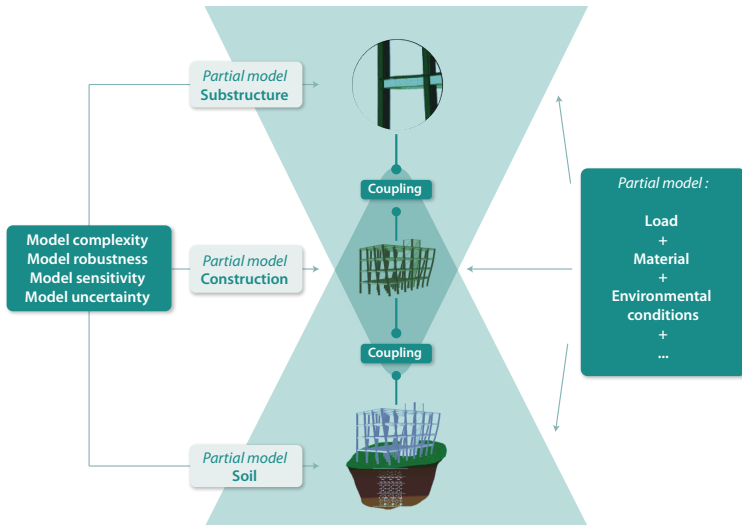 Partial model
Substructure
Coupling
Partial model :
Load
+
Material
+
Environmental
conditions
+
...
Model complexity
Model robustness
Model sensitivity
Model uncertainty
Partial model
Construction
Coupling
Partial model
Soil